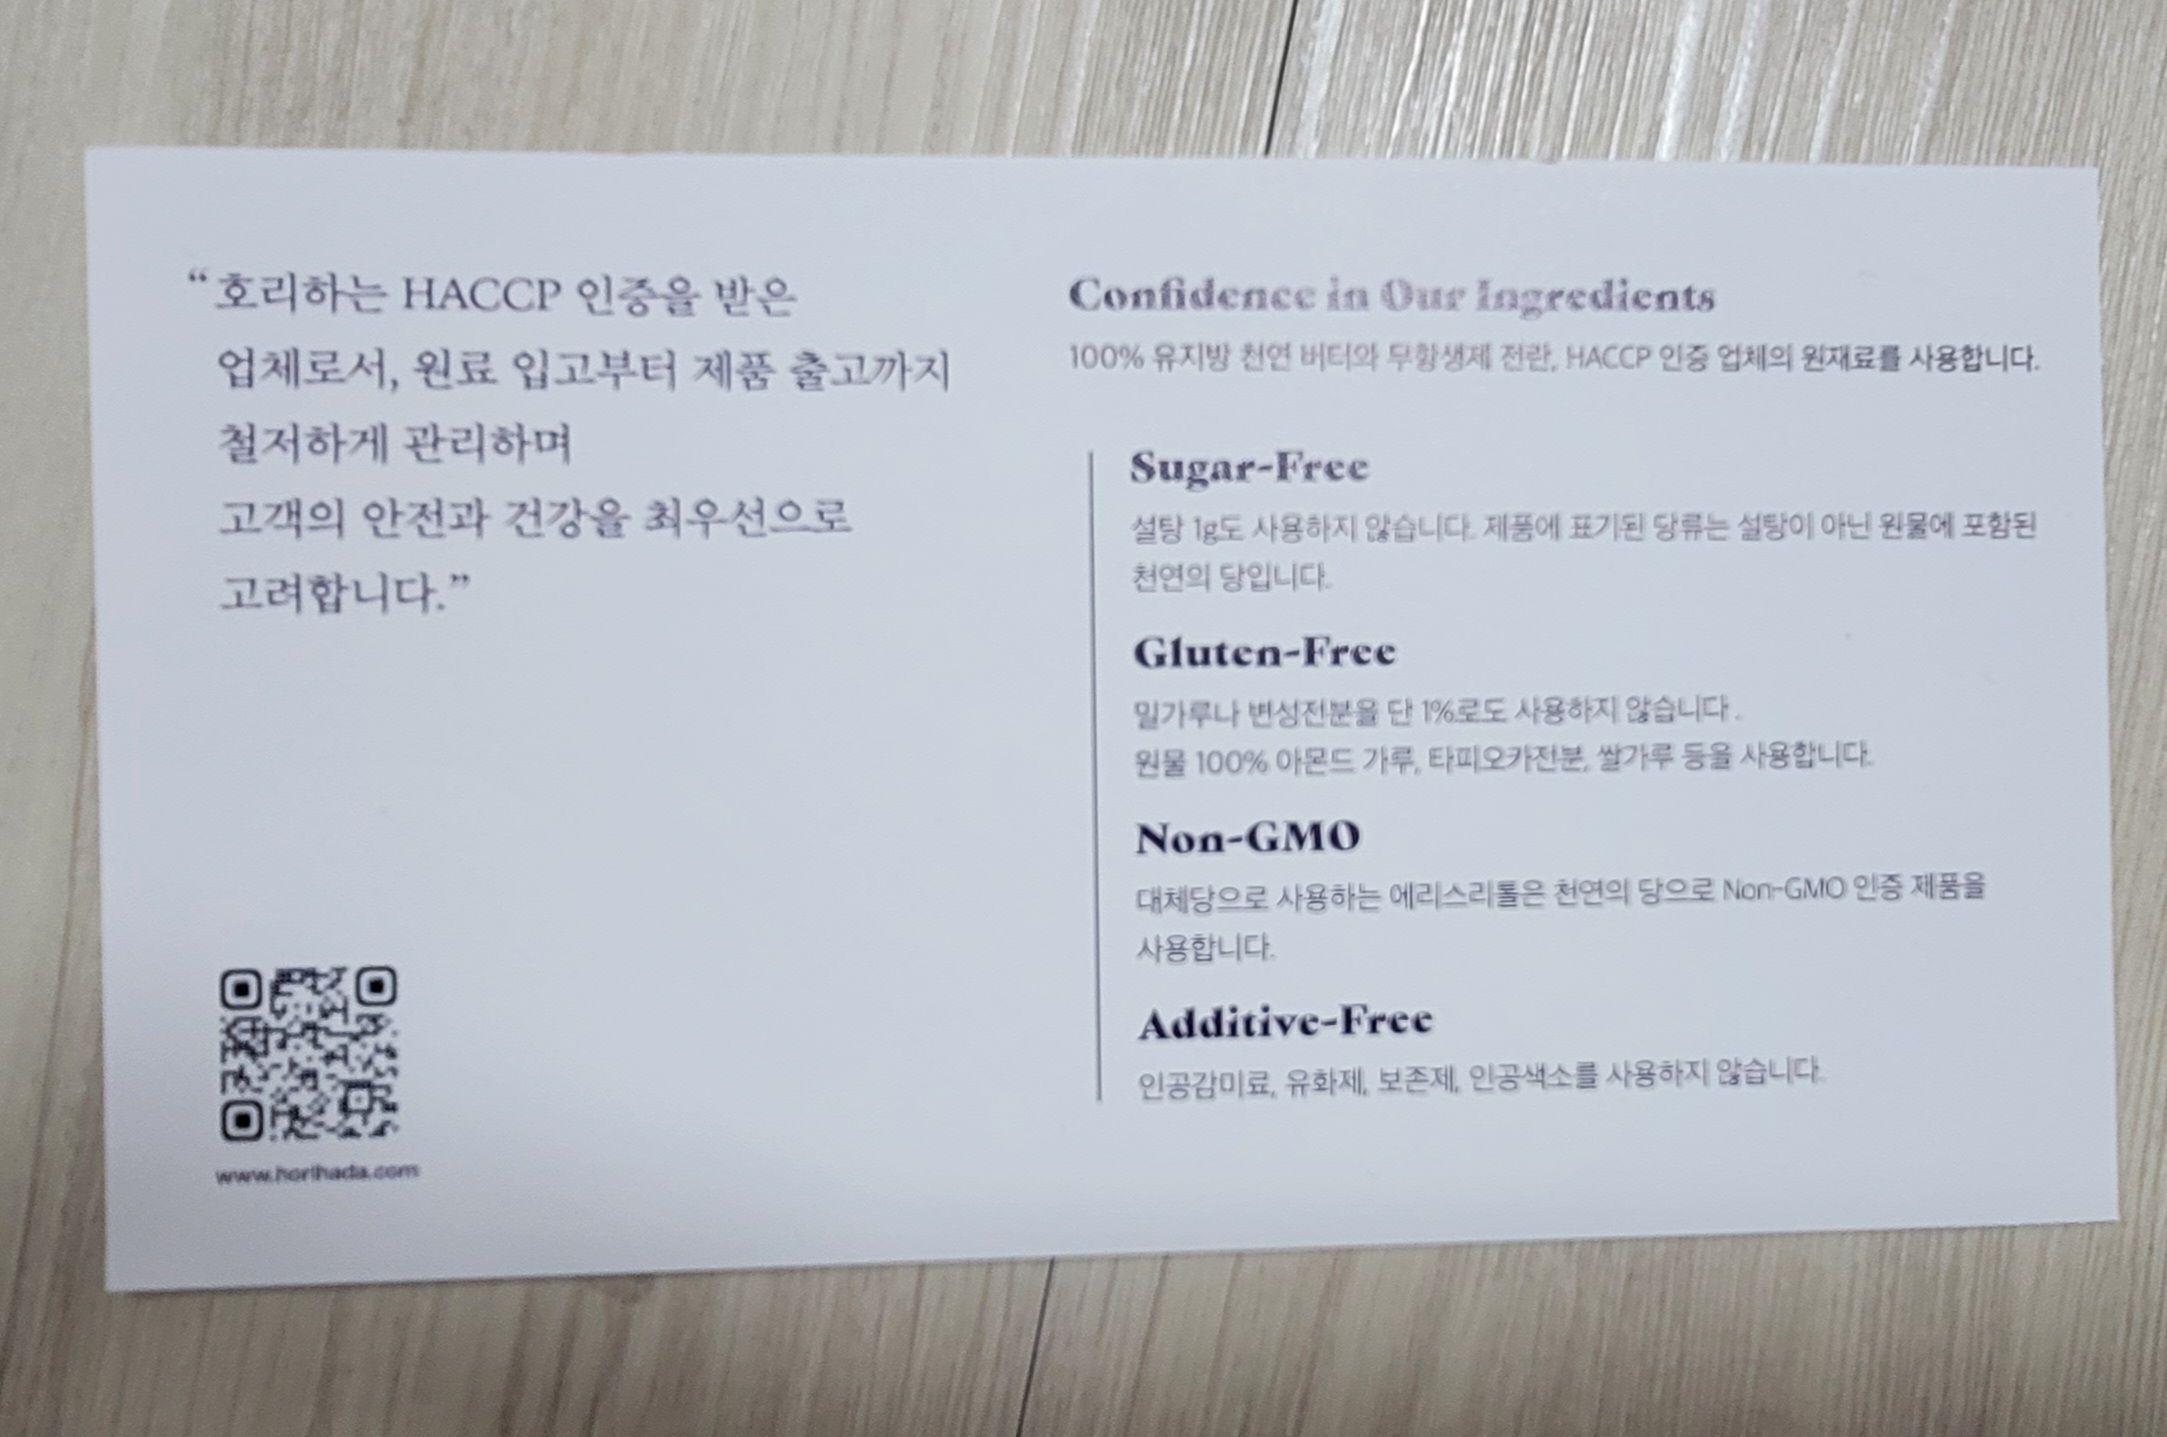 “호리하는 HACCP 인증을 받은
업체로서, 원료 입고부터 제품 출고까지
철저하게 관리하며
고객의 안전과 건강을 최우선으로
고려합니다.”
www.horihada.com
Confidence in Our Ingredients
100% 유지방 천연 버터와 무항생제 전란, HACCP 인증 업체의 원재료를 사용합니다.
Sugar-Free
설탕 1g도 사용하지 않습니다. 제품에 표기된 당류는 설탕이 아닌 원물에 포함된
천연의 당입니다.
Gluten-Free
밀가루나 변성전분을 단 1%로도 사용하지 않습니다.
원물 100% 아몬드 가루, 타피오카전분, 쌀가루 등을 사용합니다.
Non-GMO
대체당으로 사용하는 에리스리톨은 천연의 당으로 Non-GMO 인증 제품을
사용합니다.
Additive-Free
인공감미료, 유화제, 보존제, 인공색소를 사용하지 않습니다.